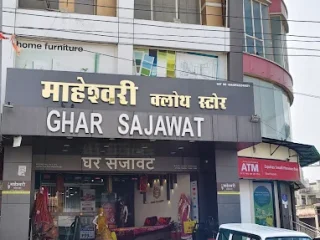 home furniture
माहेश्वरी क्लोथ स्टोर
GHAR SAJAWAT
घर सजावट
ATM